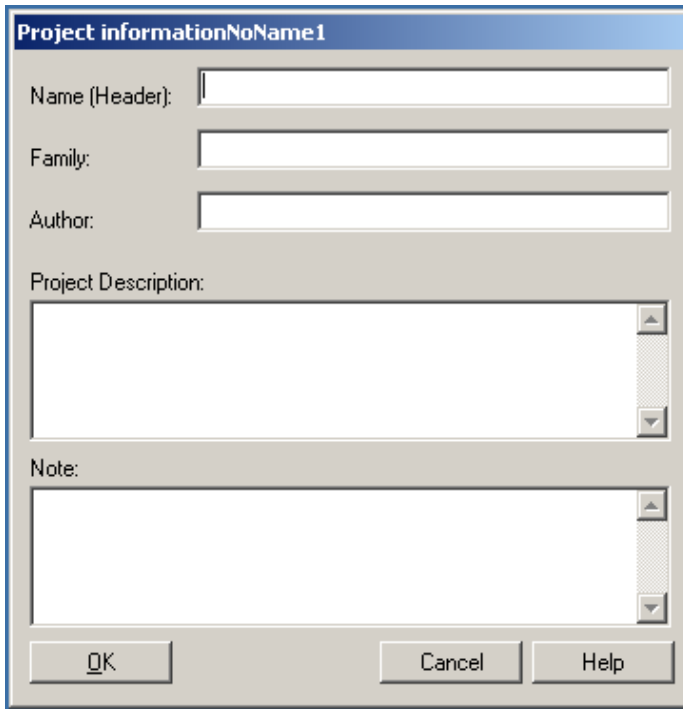 Project informationNoName1
Name (Header):
Family:
Author:
Project Description:
Note:
OK Cancel Help